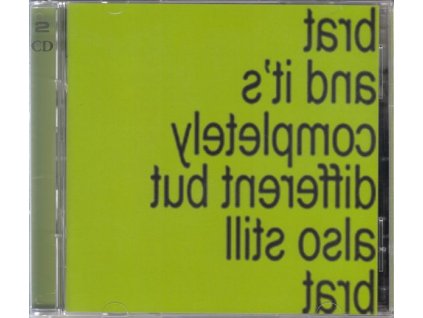 2
CD
brat
and it's
completely
different but
also still
brat